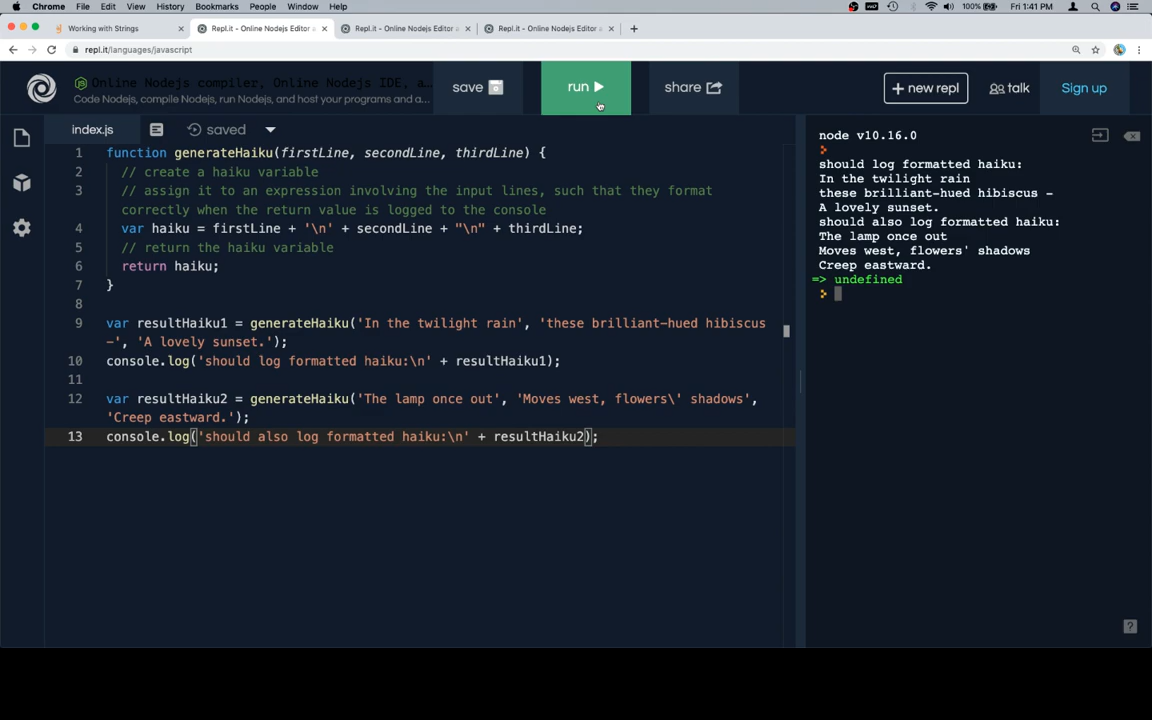 Chrome File Edit View History Bookmarks People Window Help 100% Fri 1:41 PM
Working with Strings
Repl.it - Online Nodejs Editor a
Repl.it - Online Nodejs Editor a
Repl.it - Online Nodejs Editor a
repl.it/languages/javascript
Online Nodejs compiler, Online Nodejs IDE, a…
Code Nodejs, compile Nodejs, run Nodejs, and host your programs and a…
save
run
share
+ new repl
talk
Sign up
index.js
saved
1 function generateHaiku(firstLine, secondLine, thirdLine) {
2 // create a haiku variable
3 // assign it to an expression involving the input lines, such that they format
correctly when the return value is logged to the console
4 var haiku = firstLine + '\n' + secondLine + "\n" + thirdLine;
5 // return the haiku variable
6 return haiku;
7 }
8
9 var resultHaiku1 = generateHaiku('In the twilight rain', 'these brilliant-hued hibiscus
-', 'A lovely sunset.');
10 console.log('should log formatted haiku:\n' + resultHaiku1);
11
12 var resultHaiku2 = generateHaiku('The lamp once out', 'Moves west, flowers\' shadows',
'Creep eastward.');
13 console.log('should also log formatted haiku:\n' + resultHaiku2);
node v10.16.0
should log formatted haiku:
In the twilight rain
these brilliant-hued hibiscus -
A lovely sunset.
should also log formatted haiku:
The lamp once out
Moves west, flowers' shadows
Creep eastward.
=> undefined
?